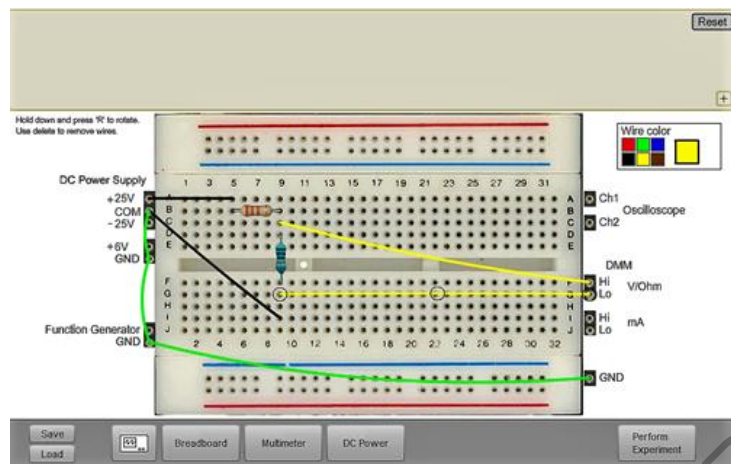 Reset
+
Hold down and press 'R' to rotate.
Use delete to remove wires.
Wire color
DC Power Supply
1 3 5 7 9 11 13 15 17 19 21 23 25 27 29 31
+25V
COM
-25V
+6V
GND
A
B
C
D
E
A
B
C
D
E
Ch1
Ch2
Oscilloscope
DMM
F
G
H
I
J
G
H
I
J
Hi
Lo
V/Ohm
Hi
Lo
mA
Function Generator
GND
2 4 6 8 10 12 14 16 18 20 22 24 26 28 30 32
GND
Save
Load
Breadboard
Multimeter
DC Power
Perform
Experiment